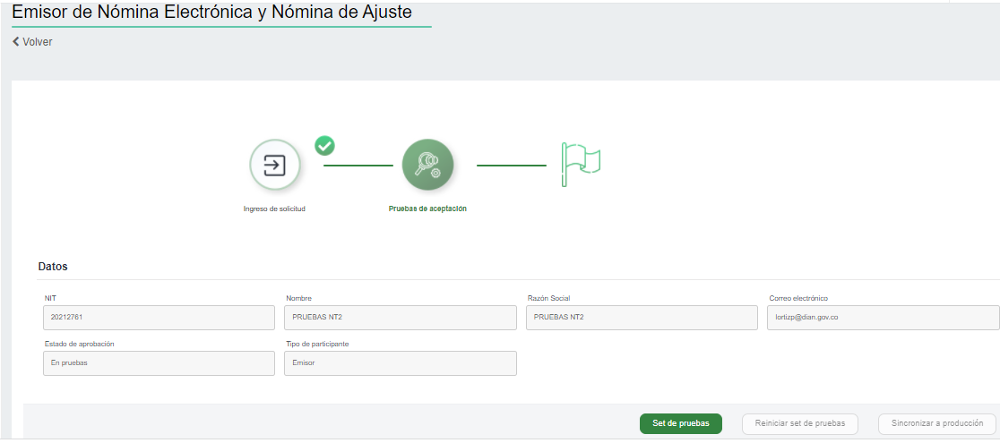 Emisor de Nómina Electrónica y Nómina de Ajuste
Volver
Ingreso de solicitud
Pruebas de aceptación
Datos
NIT
Nombre
Razón Social
Correo electrónico
20212761
PRUEBAS NT2
PRUEBAS NT2
lortizp@dian.gov.co
Estado de aprobación
Tipo de participante
En pruebas
Emisor
Set de pruebas
Reiniciar set de pruebas
Sincronizar a producción